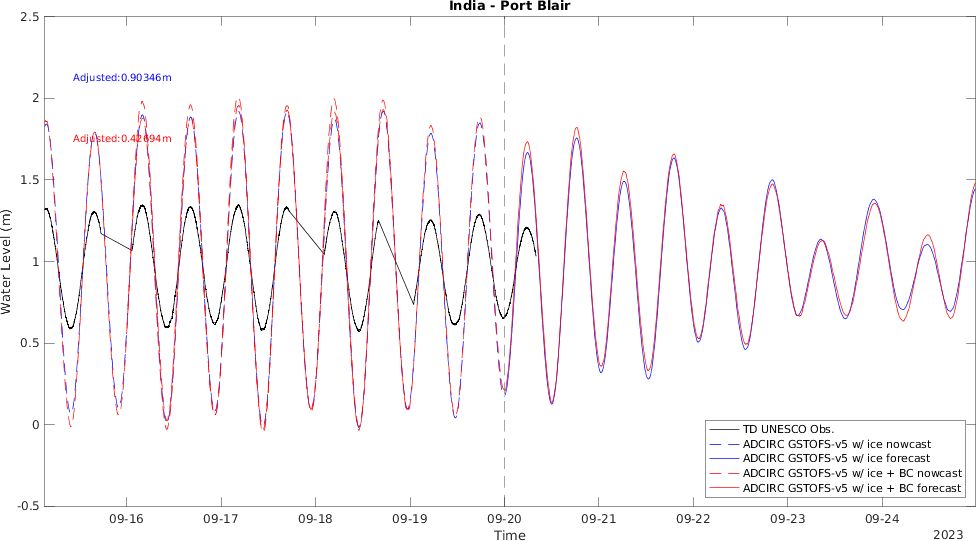 India - Port Blair
2.5
2
1.5
1
0.5
0
-0.5
Water Level (m)
Adjusted:0.90346m
Adjusted:0.42694m
TD UNESCO Obs.
ADCIRC GSTOFS-v5 w/ ice nowcast
ADCIRC GSTOFS-v5 w/ ice forecast
ADCIRC GSTOFS-v5 w/ ice + BC nowcast
ADCIRC GSTOFS-v5 w/ ice + BC forecast
09-16 09-17 09-18 09-19 09-20 09-21 09-22 09-23 09-24
Time
2023